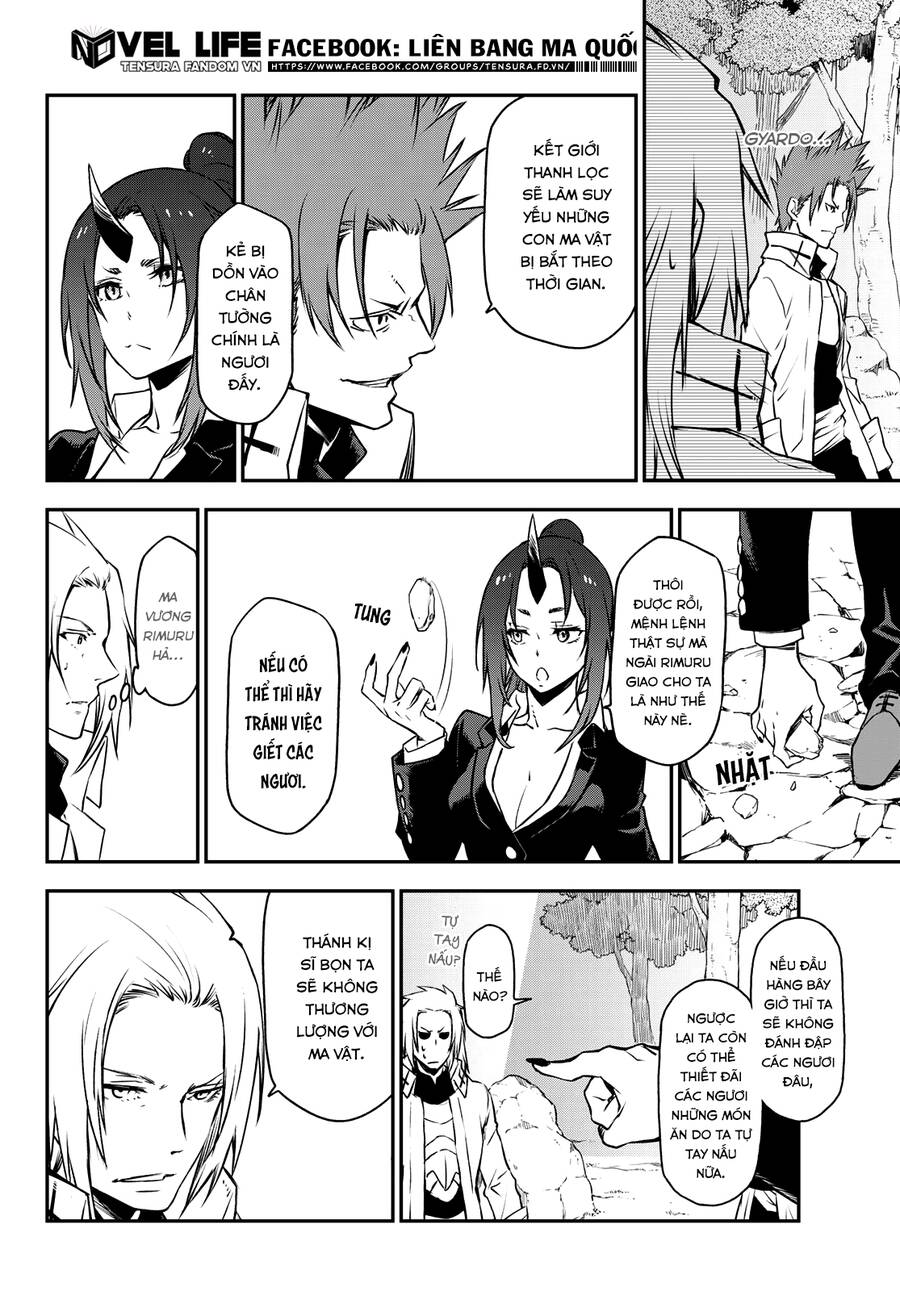 NOVEL LIFE
TENSURA FANDOM VN
FACEBOOK: LIÊN BANG MA QUỐC
HTTPS://WWW.FACEBOOK.COM/GROUPS/TENSURA.FD.VN/
GYARDO...
KẾT GIỚI
THANH LỌC
SẼ LÀM SUY
YẾU NHỮNG
CON MA VẬT
BỊ BẮT THEO
THỜI GIAN.
KẺ BỊ
DỒN VÀO
CHÂN
TƯỜNG
CHÍNH LÀ
NGƯƠI
ĐẤY.
NHẶT
THÔI
ĐƯỢC RỒI,
MỆNH LỆNH
THẬT SỰ MÀ
NGÀI RIMURU
GIAO CHO TA
LÀ NHƯ THẾ
NÀY NÈ.
TUNG
NẾU CÓ
THỂ THÌ HÃY
TRÁNH VIỆC
GIẾT CÁC
NGƯƠI.
MA
VƯƠNG
RIMURU
HẢ...
NẾU ĐẦU
HÀNG BÂY
GIỜ THÌ TA
SẼ KHÔNG
ĐÁNH ĐẬP
CÁC NGƯƠI
ĐÂU,
NGƯỢC
LẠI TA CÒN
CÓ THỂ
THIẾT ĐÃI
CÁC NGƯƠI
NHỮNG MÓN
ĂN DO TA TỰ
TAY NẤU
NỮA.
THẾ
NÀO?
TỰ
TAY
NẤU?
THÁNH KỊ
SĨ BỌN TA
SẼ KHÔNG
THƯƠNG
LƯỢNG VỚI
MA VẬT.